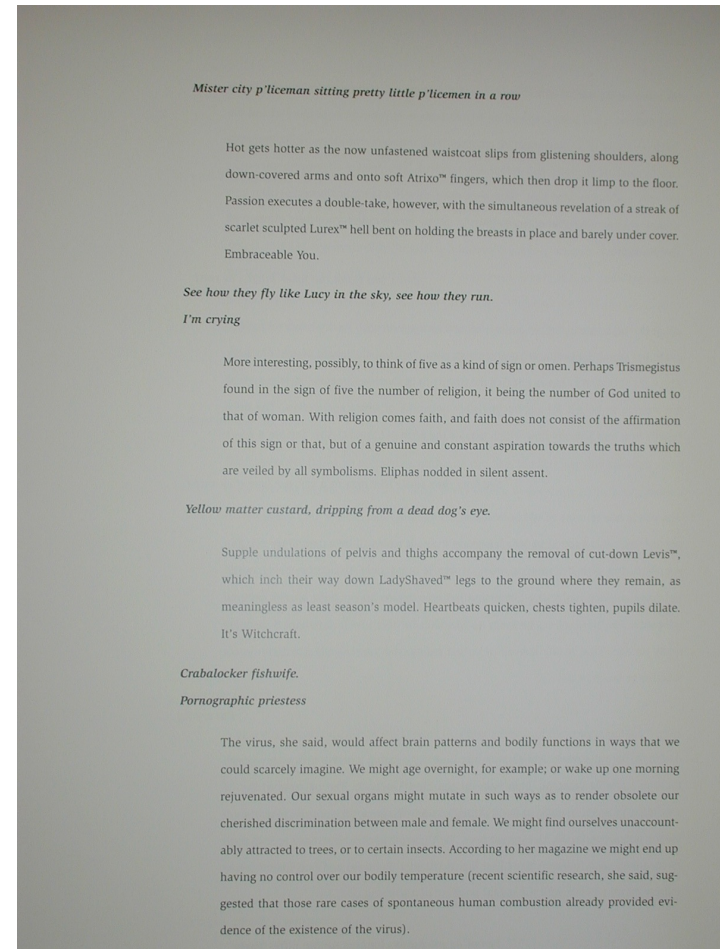 Mister city p'liceman sitting pretty little p'licemen in a row
Hot gets hotter as the now unfastened waistcoat slips from glistening shoulders, along
down-covered arms and onto soft Atrixo™ fingers, which then drop it limp to the floor.
Passion executes a double-take, however, with the simultaneous revelation of a streak of
scarlet sculpted Lurex™ hell bent on holding the breasts in place and barely under cover.
Embraceable You.
See how they fly like Lucy in the sky, see how they run.
I'm crying
More interesting, possibly, to think of five as a kind of sign or omen. Perhaps Trismegistus
found in the sign of five the number of religion, it being the number of God united to
that of woman. With religion comes faith, and faith does not consist of the affirmation
of this sign or that, but of a genuine and constant aspiration towards the truths which
are veiled by all symbolisms. Eliphas nodded in silent assent.
Yellow matter custard, dripping from a dead dog's eye.
Supple undulations of pelvis and thighs accompany the removal of cut-down Levis™,
which inch their way down LadyShaved™ legs to the ground where they remain, as
meaningless as least season's model. Heartbeats quicken, chests tighten, pupils dilate.
It's Witchcraft.
Crabalocker fishwife.
Pornographic priestess
The virus, she said, would affect brain patterns and bodily functions in ways that we
could scarcely imagine. We might age overnight, for example; or wake up one morning
rejuvenated. Our sexual organs might mutate in such ways as to render obsolete our
cherished discrimination between male and female. We might find ourselves unaccount-
ably attracted to trees, or to certain insects. According to her magazine we might end up
having no control over our bodily temperature (recent scientific research, she said, sug-
gested that those rare cases of spontaneous human combustion already provided evi-
dence of the existence of the virus).